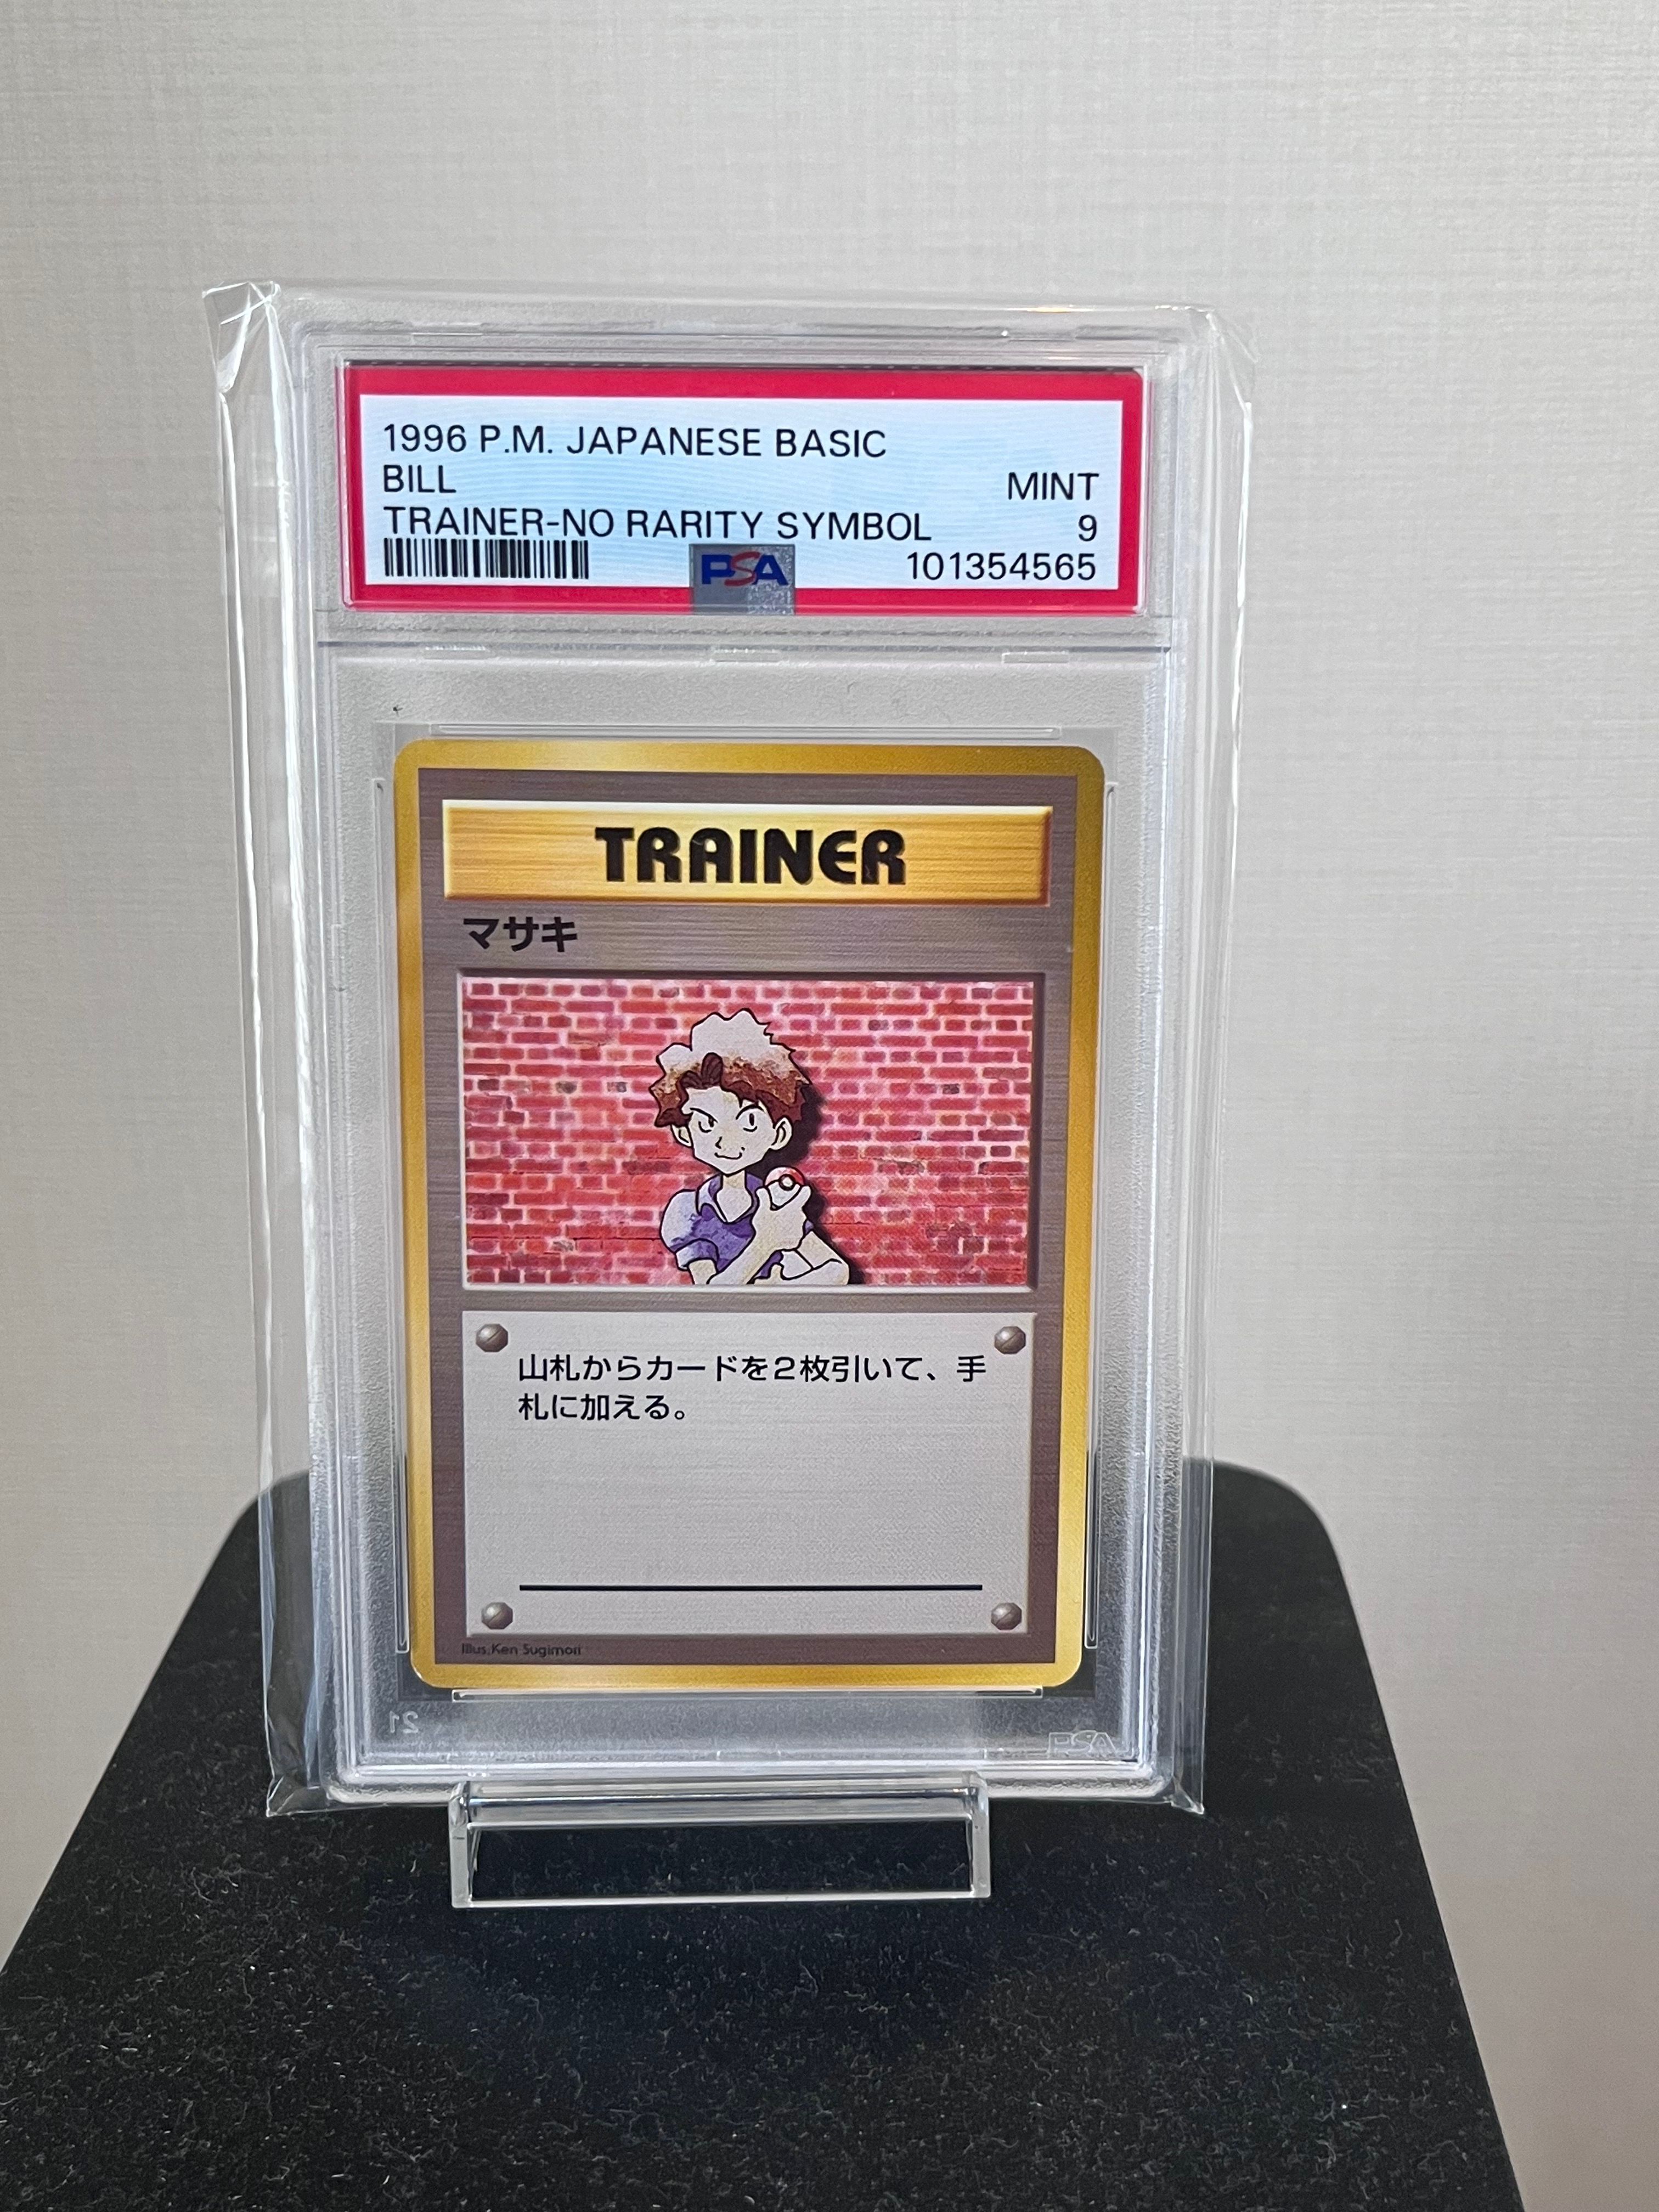 1996 P.M. JAPANESE BASIC
BILL MINT
TRAINER-NO RARITY SYMBOL 9
PSA 101354565
TRAINER
マサキ
山札からカードを2枚引いて、手
札に加える。
Illus.Ken Sugimori
21 PSA